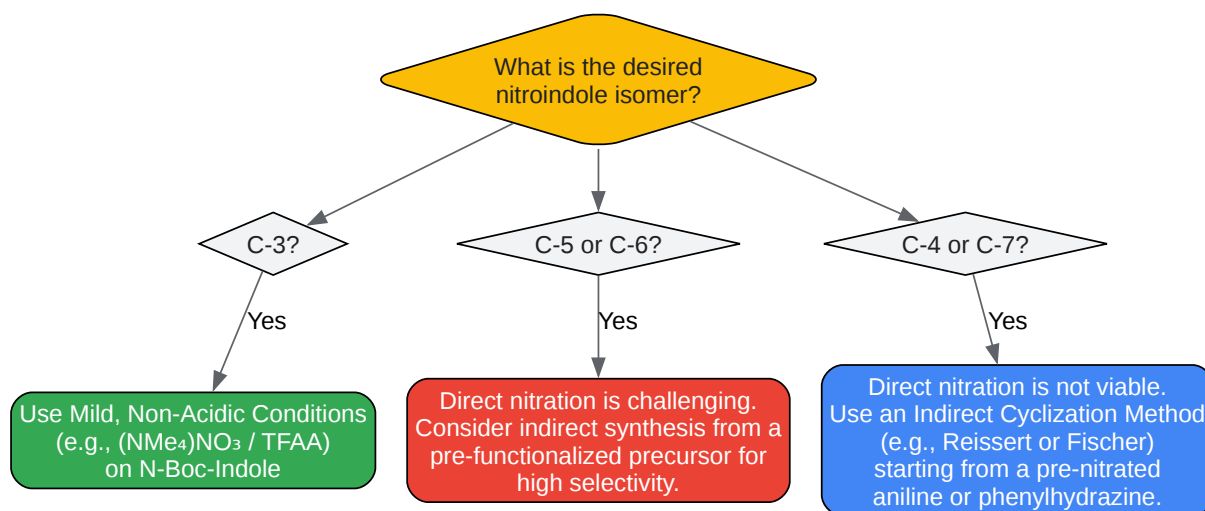 What is the desired
nitroindole isomer?
C-3?
C-5 or C-6?
C-4 or C-7?
Yes
Yes
Yes
Use Mild, Non-Acidic Conditions
(e.g., (NMe₄)NO₃ / TFAA)
on N-Boc-Indole
Direct nitration is challenging.
Consider indirect synthesis from a
pre-functionalized precursor for
high selectivity.
Direct nitration is not viable.
Use an Indirect Cyclization Method
(e.g., Reissert or Fischer)
starting from a pre-nitrated
aniline or phenylhydrazine.